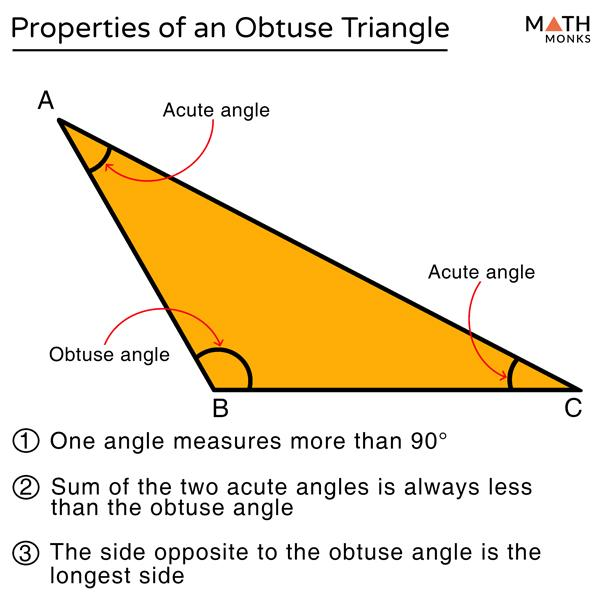 Properties of an Obtuse Triangle
MATH
MONKS
A
Acute angle
Acute angle
Obtuse angle
B
C
1 One angle measures more than 90°
2 Sum of the two acute angles is always less
than the obtuse angle
3 The side opposite to the obtuse angle is the
longest side